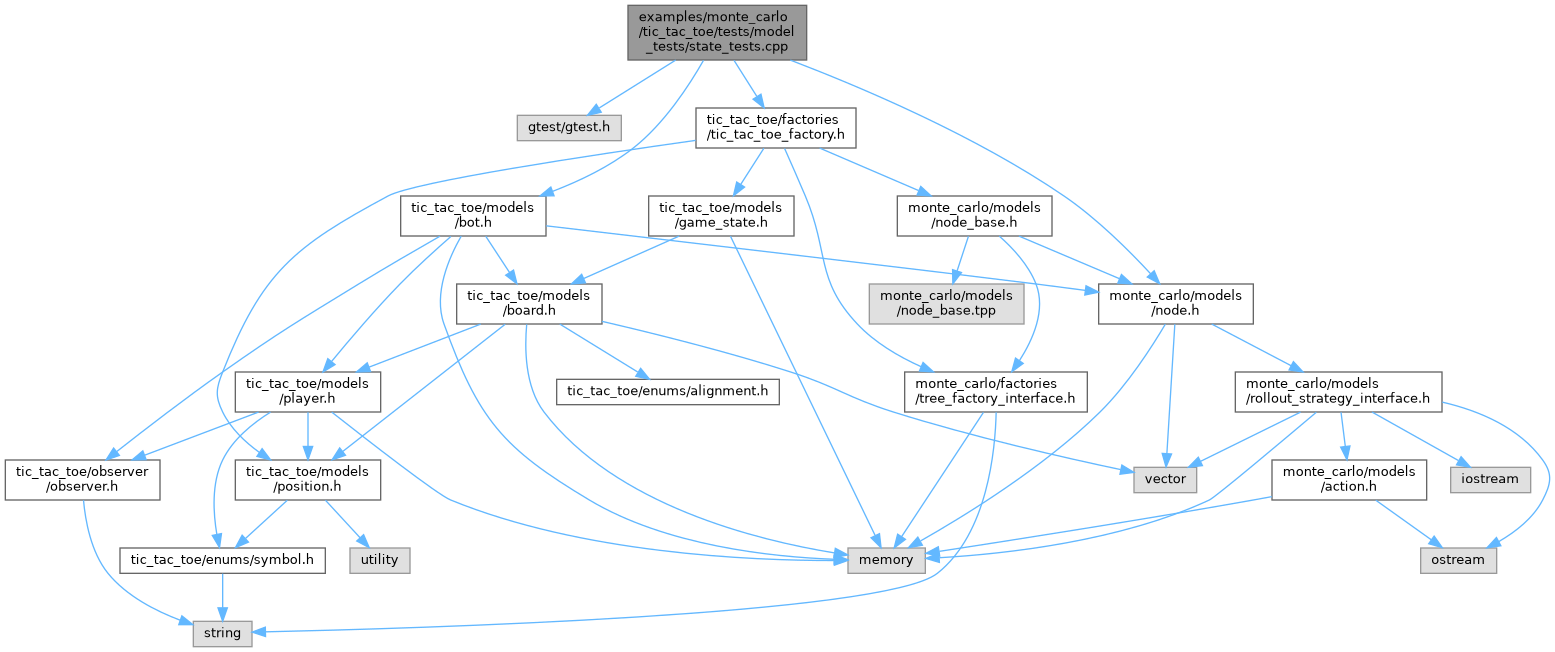 examples/monte_carlo
/tic_tac_toe/tests/model
_tests/state_tests.cpp
gtest/gtest.h
tic_tac_toe/factories
/tic_tac_toe_factory.h
tic_tac_toe/models
/bot.h
tic_tac_toe/models
/game_state.h
monte_carlo/models
/node_base.h
tic_tac_toe/models
/board.h
monte_carlo/models
/node_base.tpp
monte_carlo/models
/node.h
tic_tac_toe/models
/player.h
tic_tac_toe/enums/alignment.h
monte_carlo/factories
/tree_factory_interface.h
monte_carlo/models
/rollout_strategy_interface.h
tic_tac_toe/observer
/observer.h
tic_tac_toe/models
/position.h
vector
monte_carlo/models
/action.h
iostream
tic_tac_toe/enums/symbol.h
utility
memory
ostream
string